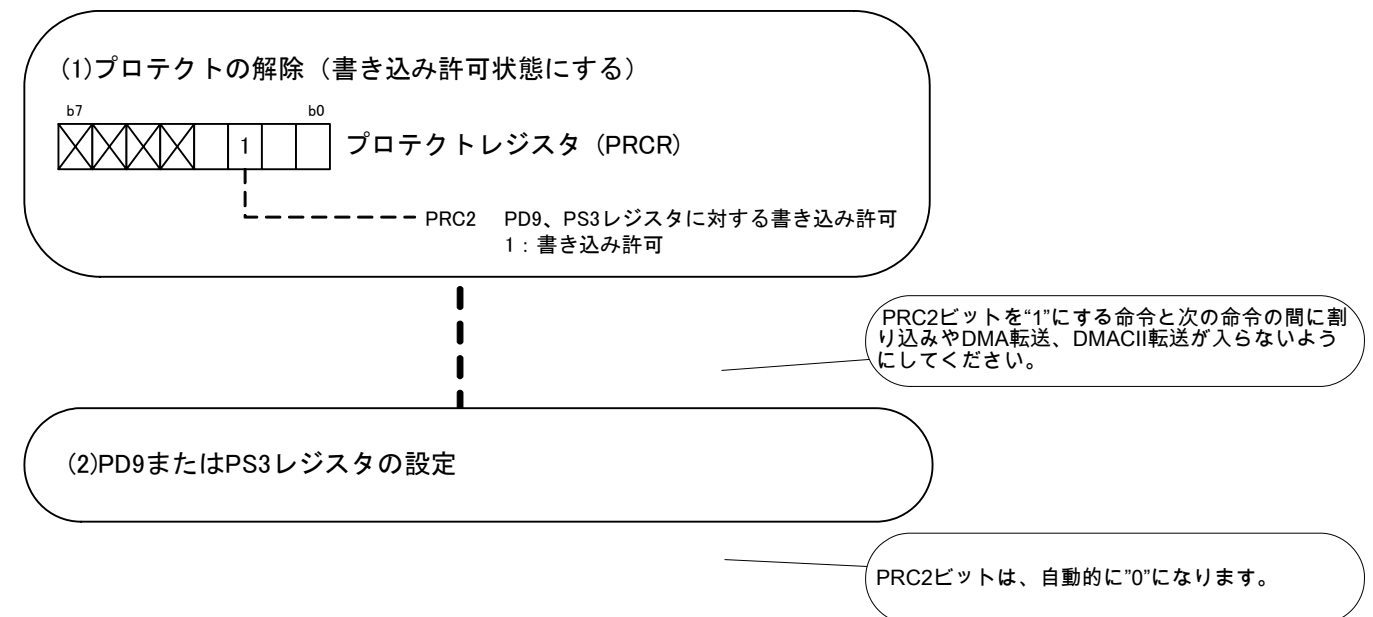 (1)プロテクトの解除（書き込み許可状態にする）
b7 b0
1 プロテクトレジスタ (PRCR)
PRC2 PD9、PS3レジスタに対する書き込み許可
1：書き込み許可
PRC2ビットを“1”にする命令と次の命令の間に割
り込みやDMA転送、DMACII転送が入らないよう
にしてください。
(2)PD9またはPS3レジスタの設定
PRC2ビットは、自動的に”0”になります。